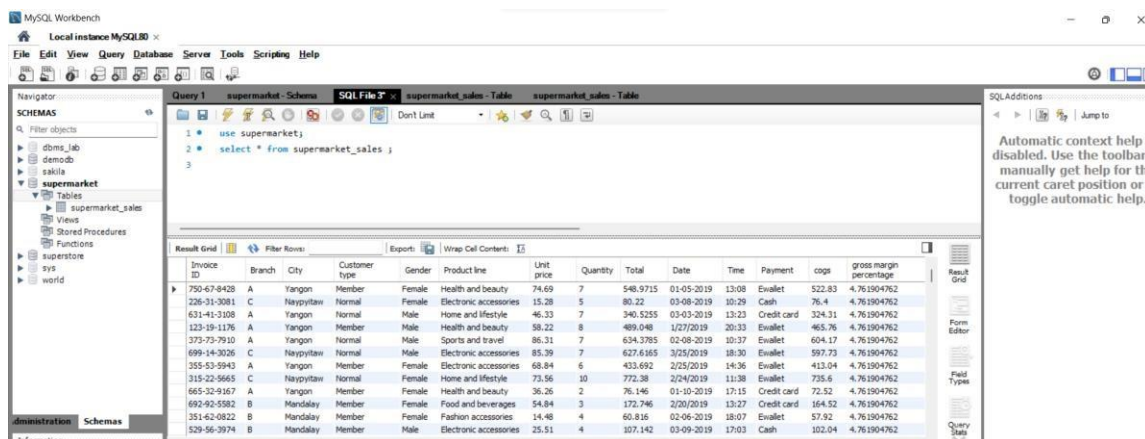 MySQL Workbench
Local instance MySQL80 ×
File Edit View Query Database Server Tools Scripting Help
Navigator
Query 1 supermarket - Schema SQL File 3* × supermarket_sales - Table supermarket_sales - Table
SQLAdditions
SCHEMAS
Filter objects
Don't Limit
Jump to
dbms_lab
demodb
sakila
supermarket
Tables
supermarket_sales
Views
Stored Procedures
Functions
superstore
sys
world
1 use supermarket;
2 select * from supermarket_sales ;
3
Automatic context help
disabled. Use the toolbar
manually get help for th
current caret position or
toggle automatic help.
Result Grid Filter Rows: Export: Wrap Cell Content:
Invoice ID Branch City Customer type Gender Product line Unit price Quantity Total Date Time Payment cogs gross margin percentage
750-67-8428 A Yangon Member Female Health and beauty 74.69 7 548.9715 01-05-2019 13:08 Ewallet 522.83 4.761904762
226-31-3081 C Naypyitaw Normal Female Electronic accessories 15.28 5 80.22 03-08-2019 10:29 Cash 76.4 4.761904762
631-41-3108 A Yangon Normal Male Home and lifestyle 46.33 7 340.5255 03-03-2019 13:23 Credit card 324.31 4.761904762
123-19-1176 A Yangon Member Male Health and beauty 58.22 8 489.048 1/27/2019 20:33 Ewallet 465.76 4.761904762
373-73-7910 A Yangon Normal Male Sports and travel 86.31 7 634.3785 02-08-2019 10:37 Ewallet 604.17 4.761904762
699-14-3026 C Naypyitaw Normal Male Electronic accessories 85.39 7 627.6165 3/25/2019 18:30 Ewallet 597.73 4.761904762
355-53-5943 A Yangon Member Female Electronic accessories 68.84 6 433.692 2/25/2019 14:36 Ewallet 413.04 4.761904762
315-22-5665 C Naypyitaw Normal Female Home and lifestyle 73.56 10 772.38 2/24/2019 11:38 Ewallet 735.6 4.761904762
665-32-9167 A Yangon Member Female Health and beauty 36.26 2 76.146 01-10-2019 17:15 Credit card 72.52 4.761904762
692-92-5582 B Mandalay Member Female Food and beverages 54.84 3 172.746 2/20/2019 13:27 Credit card 164.52 4.761904762
351-62-0822 B Mandalay Member Female Fashion accessories 14.48 4 60.816 02-06-2019 18:07 Ewallet 57.92 4.761904762
529-56-3974 B Mandalay Member Male Electronic accessories 25.51 4 107.142 03-09-2019 17:03 Cash 102.04 4.761904762
Result
Grid
Form
Editor
Field
Types
Query
Stats
dministration Schemas